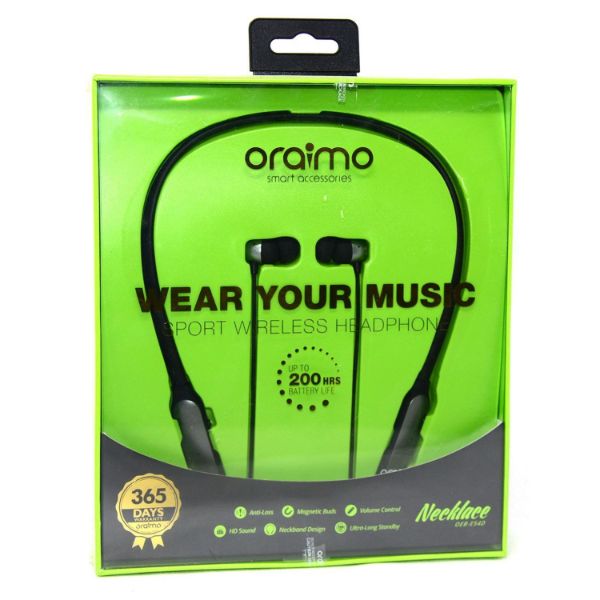 oraimo
smart accessories
WEAR YOUR MUSIC
SPORT WIRELESS HEADPHONE
UP TO
200 HRS
BATTERY LIFE
365
DAYS
WARRANTY
oraimo
Anti-Loss
Magnetic Buds
Volume Control
HD Sound
Neckband Design
Ultra-Long Standby
Necklace
OEB-E54D